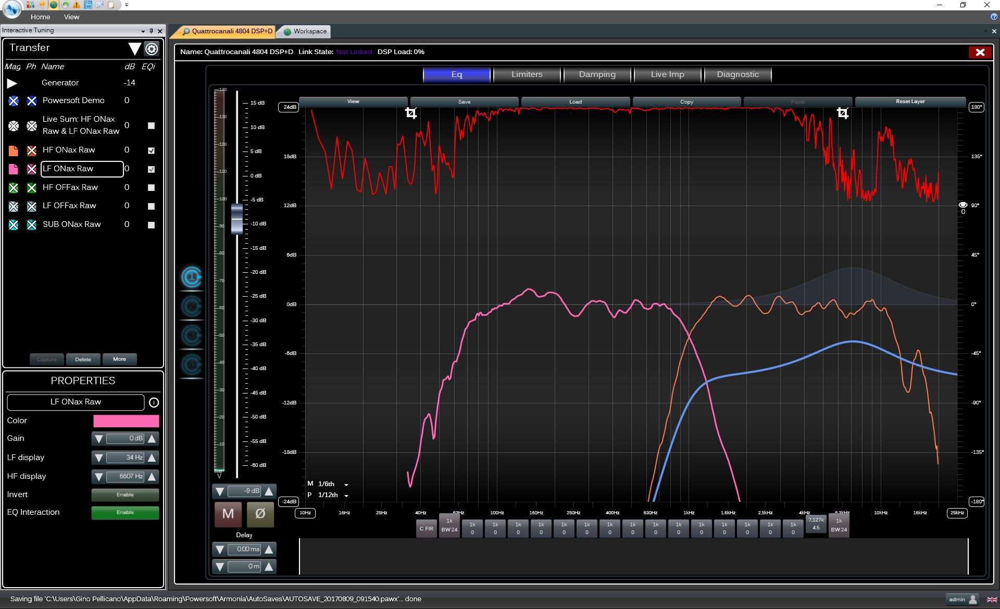 Home View
Interactive Tuning
Quattrocanali 4804 DSP+D
Workspace
Transfer
Mag Ph Name dB EQi
Generator -14
Powersoft Demo 0
Live Sum: HF ONax
Raw & LF ONax Raw 0
HF ONax Raw 0
LF ONax Raw 0
HF OFFax Raw 0
LF OFFax Raw 0
SUB ONax Raw 0
Capture Delete More
PROPERTIES
LF ONax Raw
Color
Gain 0 dB
LF display 34 Hz
HF display 6607 Hz
Invert Enable
EQ Interaction Enable
Name: Quattrocanali 4804 DSP+D Link State: Not Linked DSP Load: 0%
Eq Limiters Damping Live Imp Diagnostic
View Save Load Copy Paste Reset Layer
1
2
3
4
140
130
120
110
100
90
80
70
60
50
40
30
20
10
V
15 dB
10 dB
5 dB
0 dB
-5 dB
-10 dB
-15 dB
-20 dB
-25 dB
-30 dB
-35 dB
-40 dB
-45 dB
-50 dB
-55 dB
-60 dB
24dB
18dB
12dB
6dB
0dB
-6dB
-12dB
-18dB
-24dB
180°
135°
90°
45°
0°
-45°
-90°
-135°
-180°
0
M 1/6th
P 1/12th
10Hz 16Hz 25Hz 40Hz 63Hz 100Hz 160Hz 250Hz 400Hz 630Hz 1kHz 1.6kHz 2.5kHz 4kHz 6.3kHz 10kHz 16kHz 25kHz
-9 dB
M Ø
Delay
0.00 ms
0 m
C FIR
1k
BW 24
1k
0
1k
0
1k
0
1k
0
1k
0
1k
0
1k
0
1k
0
1k
0
1k
0
1k
0
1k
0
1k
0
1k
0
1k
0
7.127k
4.5
1k
BW 24
Saving file 'C:\Users\Gino Pellicano\AppData\Roaming\Powersoft\Armonía\AutoSaves\AUTOSAVE_20170809_091540.pawx'... done
admin